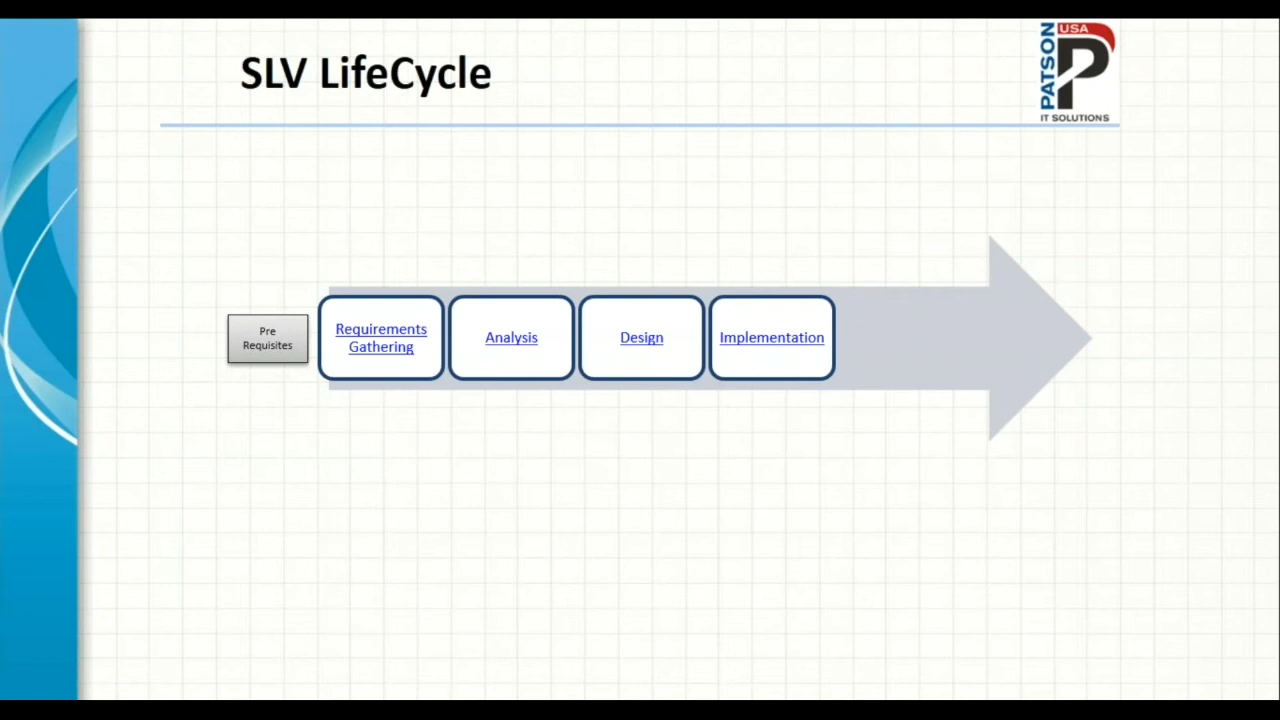 SLV LifeCycle
PATSON
USA
P
IT SOLUTIONS
Pre
Requisites
Requirements
Gathering
Analysis
Design
Implementation